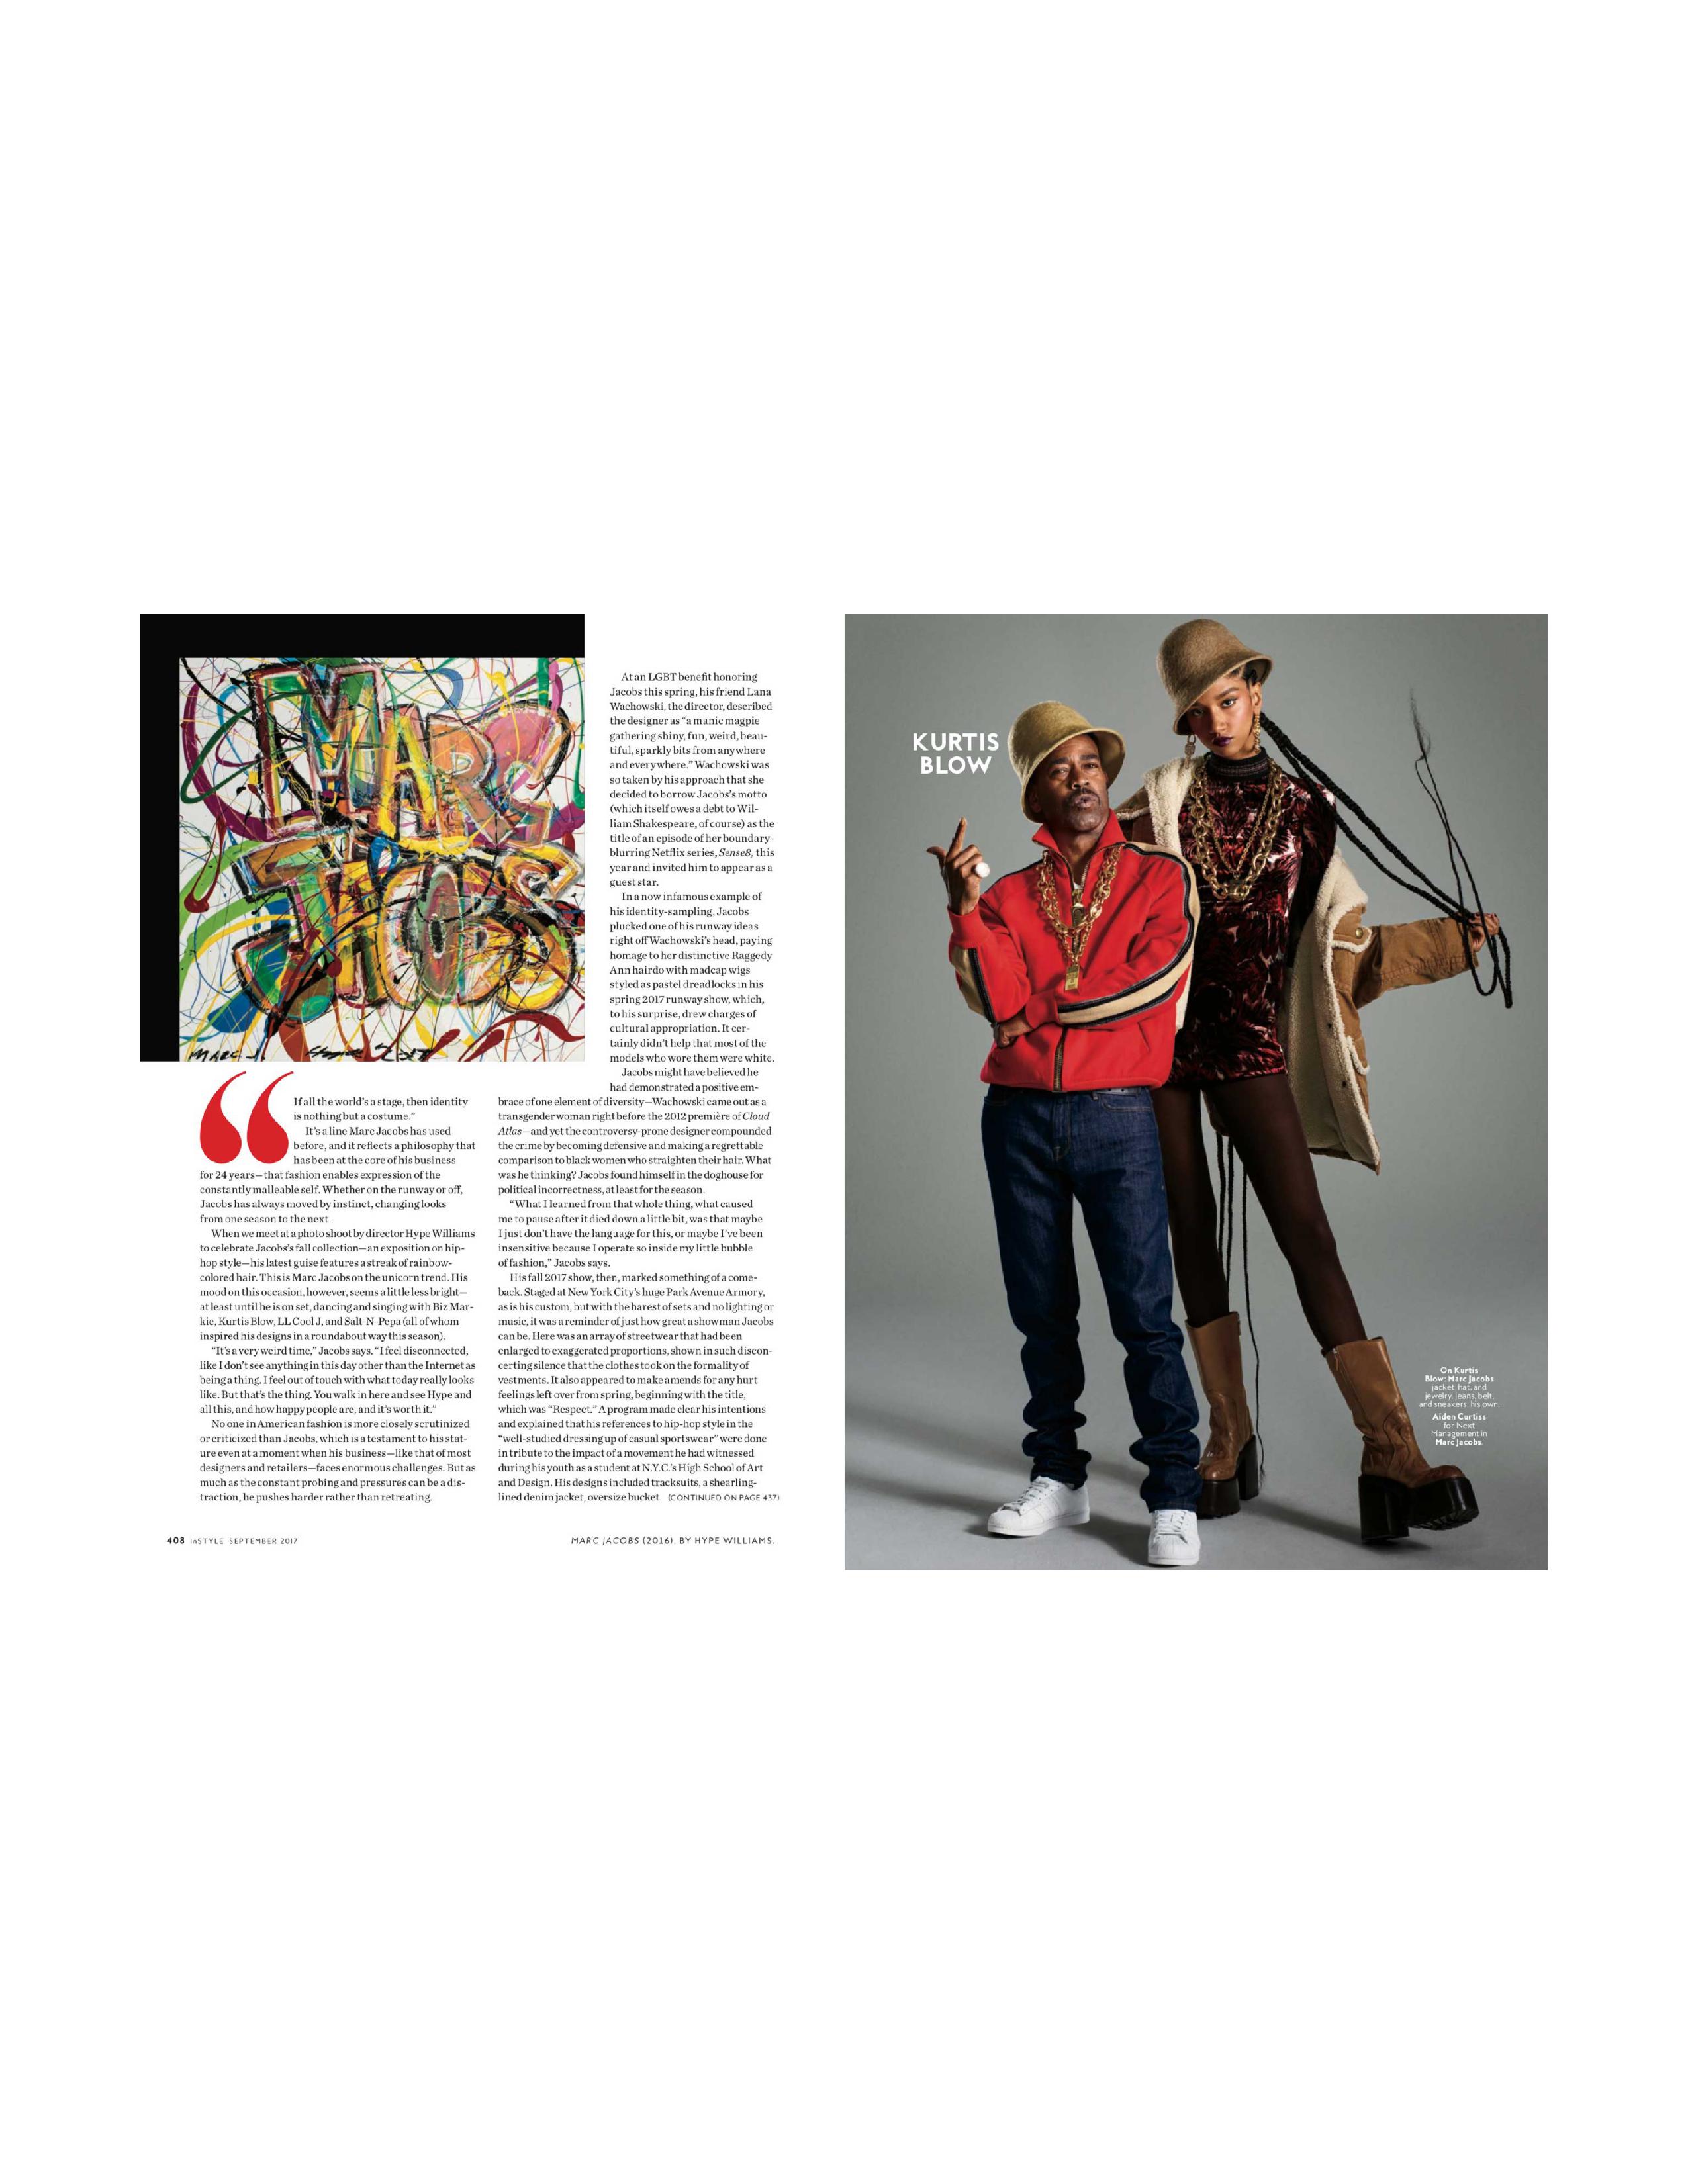 MARC
JACOBS
MARC J.
If all the world's a stage, then identity
is nothing but a costume."
It's a line Marc Jacobs has used
before, and it reflects a philosophy that
has been at the core of his business
for 24 years—that fashion enables expression of the
constantly malleable self. Whether on the runway or off,
Jacobs has always moved by instinct, changing looks
from one season to the next.
When we meet at a photo shoot by director Hype Williams
to celebrate Jacobs's fall collection—an exposition on hip-
hop style—his latest guise features a streak of rainbow-
colored hair. This is Marc Jacobs on the unicorn trend. His
mood on this occasion, however, seems a little less bright—
at least until he is on set, dancing and singing with Biz Mar-
kie, Kurtis Blow, LL Cool J, and Salt-N-Pepa (all of whom
inspired his designs in a roundabout way this season).
"It's a very weird time," Jacobs says. "I feel disconnected,
like I don't see anything in this day other than the Internet as
being a thing. I feel out of touch with what today really looks
like. But that's the thing. You walk in here and see Hype and
all this, and how happy people are, and it's worth it."
No one in American fashion is more closely scrutinized
or criticized than Jacobs, which is a testament to his stat-
ure even at a moment when his business—like that of most
designers and retailers—faces enormous challenges. But as
much as the constant probing and pressures can be a dis-
traction, he pushes harder rather than retreating.
At an LGBT benefit honoring
Jacobs this spring, his friend Lana
Wachowski, the director, described
the designer as "a manic magpie
gathering shiny, fun, weird, beau-
tiful, sparkly bits from anywhere
and everywhere." Wachowski was
so taken by his approach that she
decided to borrow Jacobs's motto
(which itself owes a debt to Wil-
liam Shakespeare, of course) as the
title of an episode of her boundary-
blurring Netflix series, Sense8, this
year and invited him to appear as a
guest star.
In a now infamous example of
his identity-sampling, Jacobs
plucked one of his runway ideas
right off Wachowski's head, paying
homage to her distinctive Raggedy
Ann hairdo with madcap wigs
styled as pastel dreadlocks in his
spring 2017 runway show, which,
to his surprise, drew charges of
cultural appropriation. It cer-
tainly didn't help that most of the
models who wore them were white.
Jacobs might have believed he
had demonstrated a positive em-
brace of one element of diversity—Wachowski came out as a
transgender woman right before the 2012 première of Cloud
Atlas—and yet the controversy-prone designer compounded
the crime by becoming defensive and making a regrettable
comparison to black women who straighten their hair. What
was he thinking? Jacobs found himself in the doghouse for
political incorrectness, at least for the season.
"What I learned from that whole thing, what caused
me to pause after it died down a little bit, was that maybe
I just don't have the language for this, or maybe I've been
insensitive because I operate so inside my little bubble
of fashion," Jacobs says.
His fall 2017 show, then, marked something of a come-
back. Staged at New York City's huge Park Avenue Armory,
as is his custom, but with the barest of sets and no lighting or
music, it was a reminder of just how great a showman Jacobs
can be. Here was an array of streetwear that had been
enlarged to exaggerated proportions, shown in such discon-
certing silence that the clothes took on the formality of
vestments. It also appeared to make amends for any hurt
feelings left over from spring, beginning with the title,
which was "Respect." A program made clear his intentions
and explained that his references to hip-hop style in the
"well-studied dressing up of casual sportswear" were done
in tribute to the impact of a movement he had witnessed
during his youth as a student at N.Y.C.'s High School of Art
and Design. His designs included tracksuits, a shearling-
lined denim jacket, oversize bucket (CONTINUED ON PAGE 437)
408 InSTYLE SEPTEMBER 2017
MARC JACOBS (2016), BY HYPE WILLIAMS.
KURTIS
BLOW
On Kurtis
Blow: Marc Jacobs
jacket, hat, and
jewelry. Jeans, belt,
and sneakers, his own.
Aiden Curtiss
for Next
Management in
Marc Jacobs.